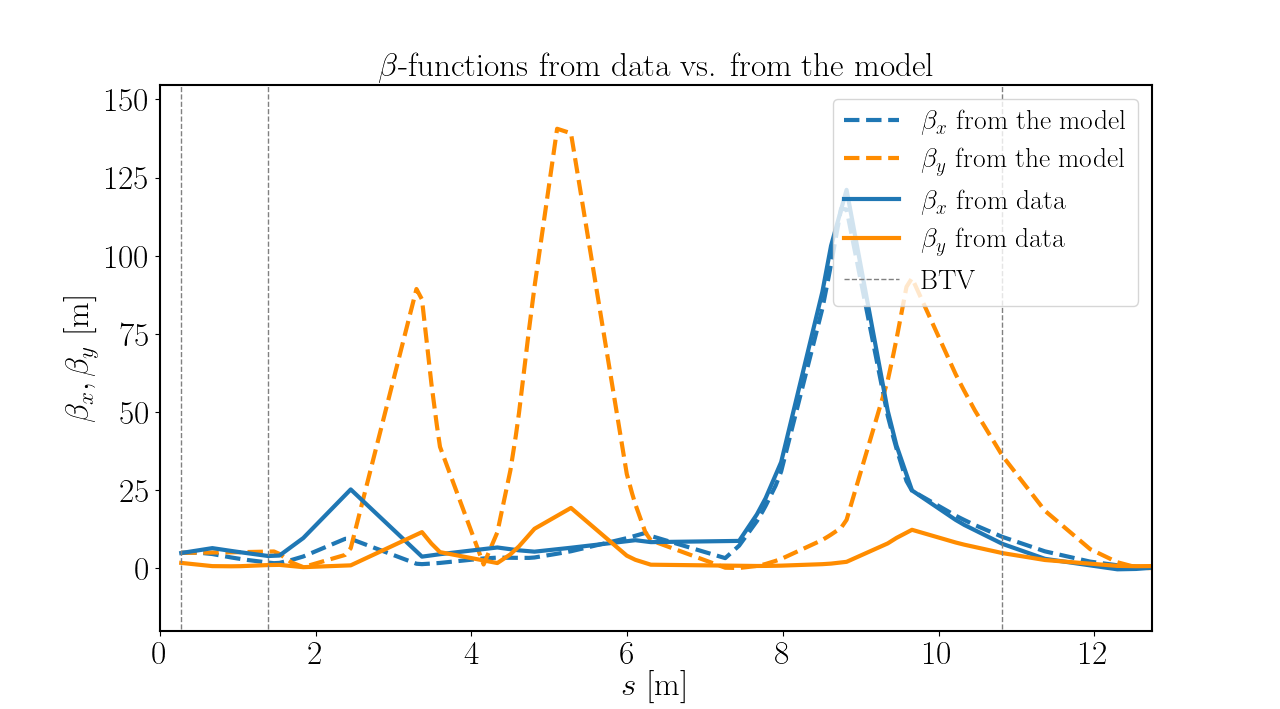 β-functions from data vs. from the model
βx, βy [m]
150
125
100
75
50
25
0
0 2 4 6 8 10 12
s [m]
βx from the model
βy from the model
βx from data
βy from data
BTV